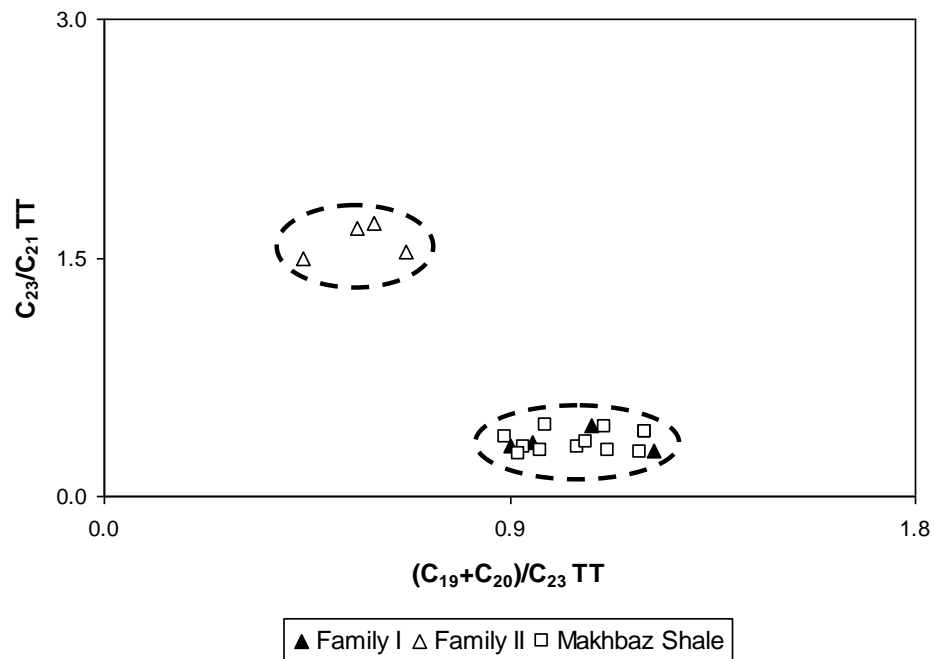 3.0
C₂₃/C₂₁ TT
1.5
0.0
0.0 0.9 1.8
(C₁₉+C₂₀)/C₂₃ TT
▲ Family I △ Family II □ Makhbaz Shale